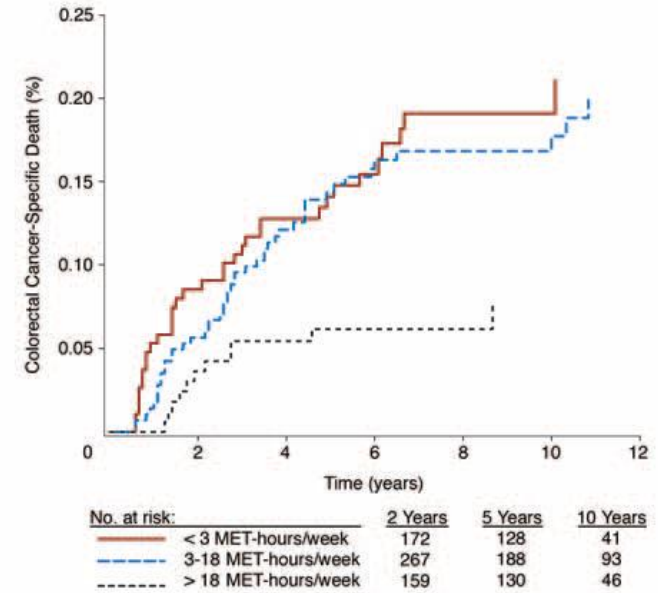 Colorectal Cancer-Specific Death (%)
0.25
0.20
0.15
0.10
0.05
0 2 4 6 8 10 12
Time (years)
No. at risk: 2 Years 5 Years 10 Years
< 3 MET-hours/week 172 128 41
3-18 MET-hours/week 267 188 93
> 18 MET-hours/week 159 130 46